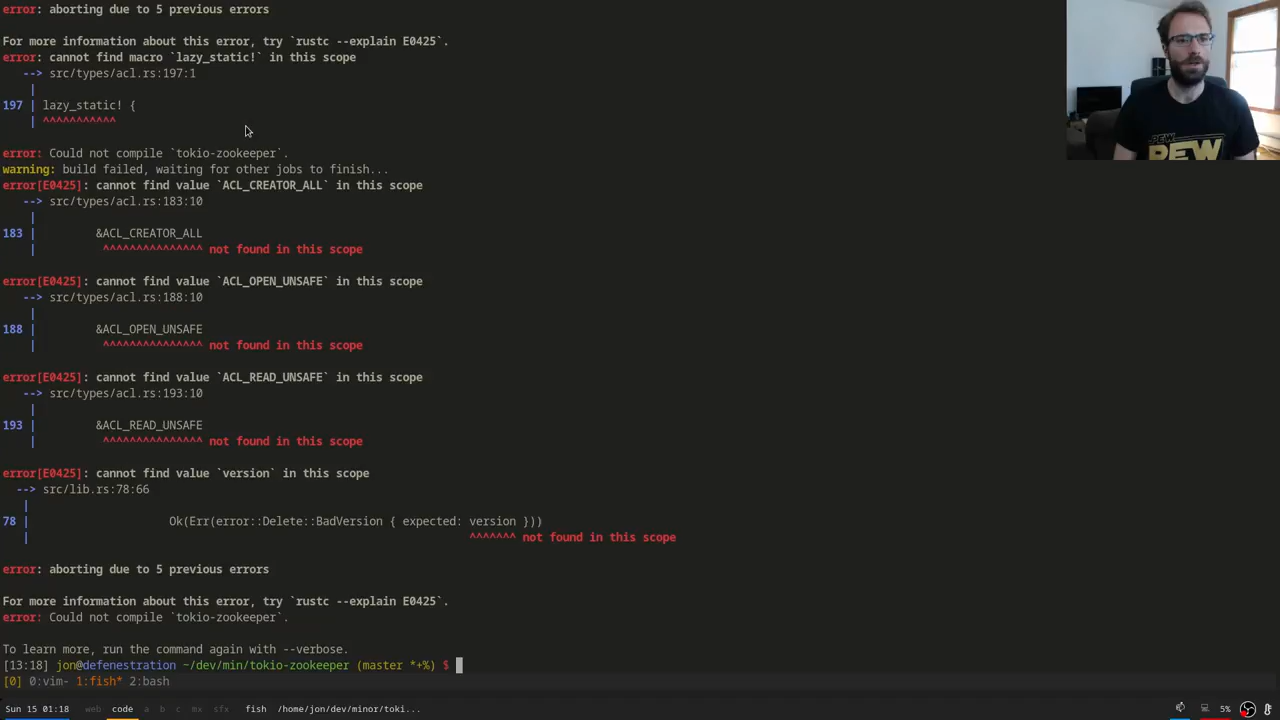 error: aborting due to 5 previous errors
For more information about this error, try `rustc --explain E0425`.
error: cannot find macro `lazy_static!` in this scope
--> src/types/acl.rs:197:1
|
197 | lazy_static! {
| ^^^^^^^^^^^
error: Could not compile `tokio-zookeeper`.
warning: build failed, waiting for other jobs to finish...
error[E0425]: cannot find value `ACL_CREATOR_ALL` in this scope
--> src/types/acl.rs:183:10
|
183 | &ACL_CREATOR_ALL
| ^^^^^^^^^^^^^^^ not found in this scope
error[E0425]: cannot find value `ACL_OPEN_UNSAFE` in this scope
--> src/types/acl.rs:188:10
|
188 | &ACL_OPEN_UNSAFE
| ^^^^^^^^^^^^^^^ not found in this scope
error[E0425]: cannot find value `ACL_READ_UNSAFE` in this scope
--> src/types/acl.rs:193:10
|
193 | &ACL_READ_UNSAFE
| ^^^^^^^^^^^^^^^ not found in this scope
error[E0425]: cannot find value `version` in this scope
--> src/lib.rs:78:66
|
78 | Ok(Err(error::Delete::BadVersion { expected: version }))
| ^^^^^^^ not found in this scope
error: aborting due to 5 previous errors
For more information about this error, try `rustc --explain E0425`.
error: Could not compile `tokio-zookeeper`.
To learn more, run the command again with --verbose.
[13:18] jon@defenestration ~/dev/min/tokio-zookeeper (master *+%) $
[0] 0:vim- 1:fish* 2:bash
Sun 15 01:18 web code a b c mx sfx fish /home/jon/dev/minor/toki... 5%
PEW
PEW